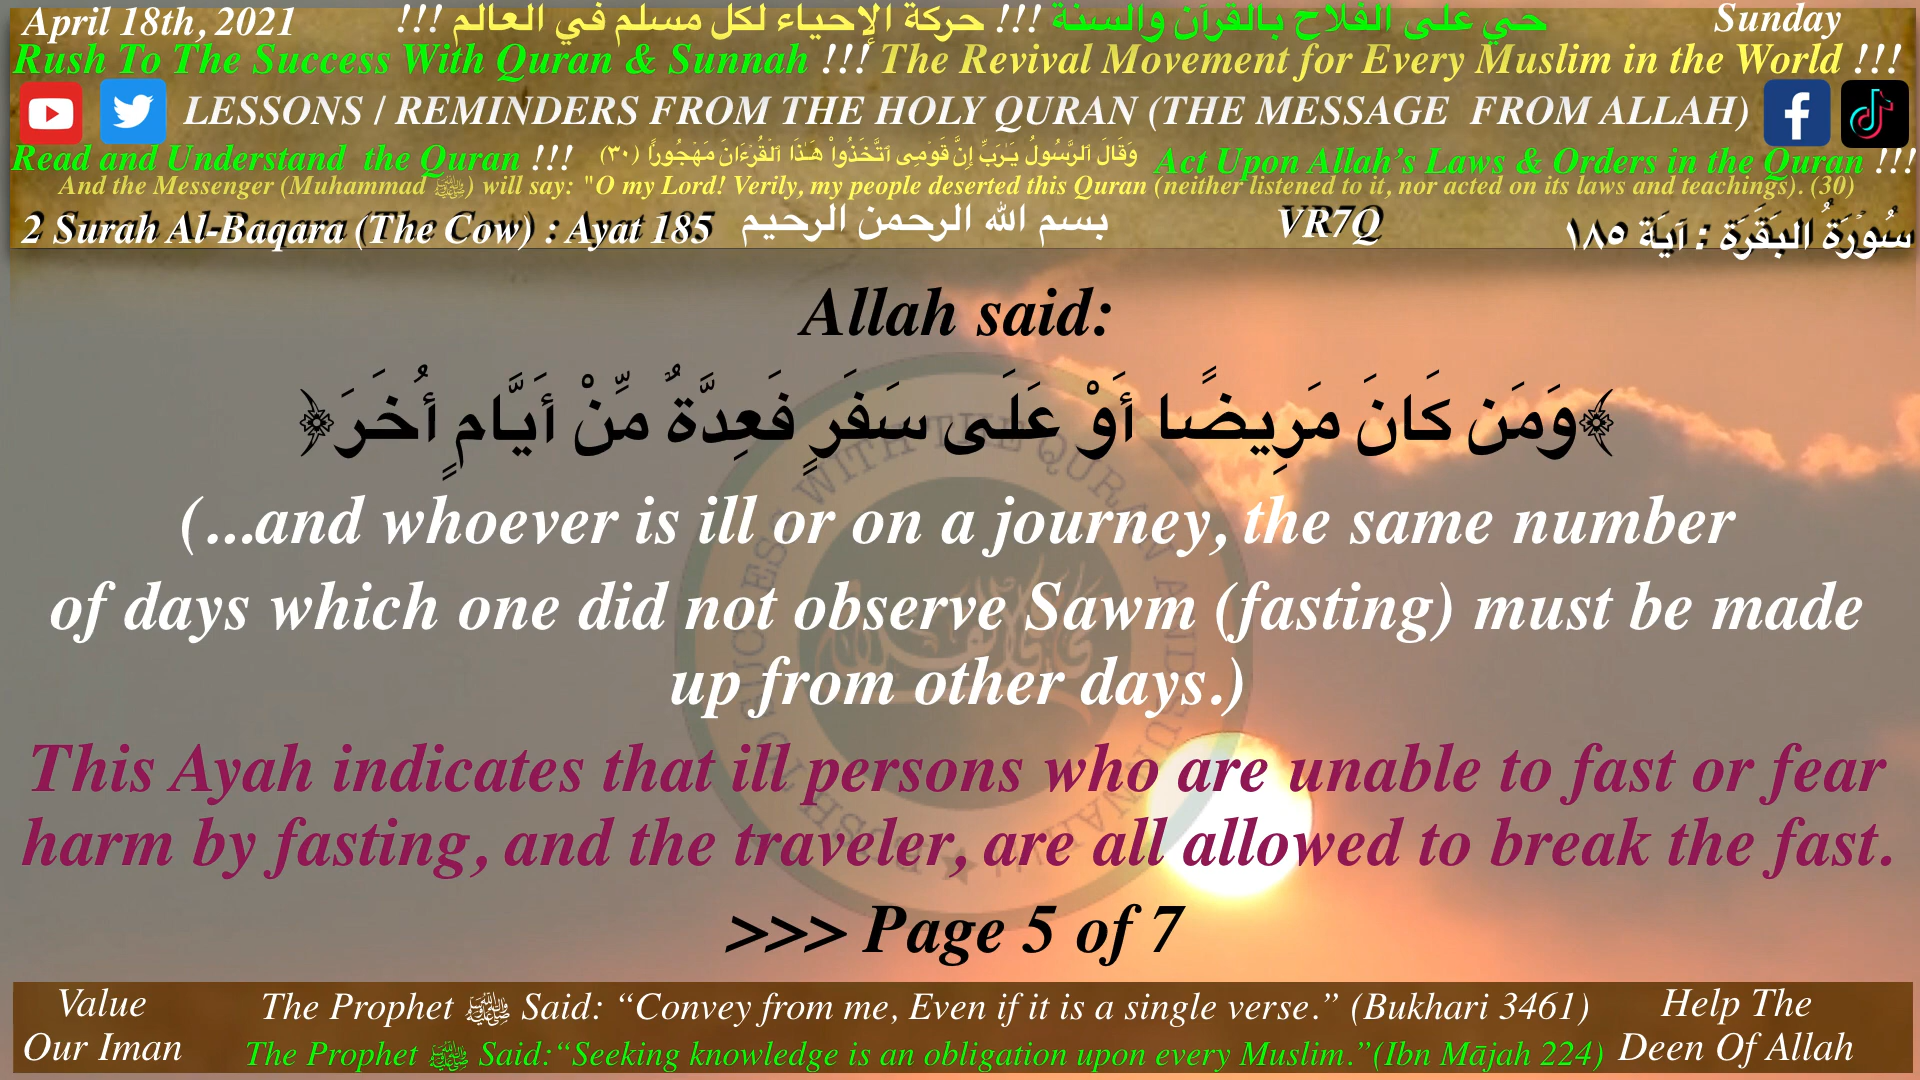 April 18th, 2021 !!! حي على الفلاح بالقرآن والسنة !!! حركة الإحياء لكل مسلم في العالم Sunday
Rush To The Success With Quran & Sunnah !!! The Revival Movement for Every Muslim in the World !!!
LESSONS / REMINDERS FROM THE HOLY QURAN (THE MESSAGE FROM ALLAH)
Read and Understand the Quran !!! وَقَالَ ٱلرَّسُولُ يَـٰرَبِّ إِنَّ قَوْمِى ٱتَّخَذُوا۟ هَـٰذَا ٱلْقُرْءَانَ مَهْجُورًا (٣٠) Act Upon Allah’s Laws & Orders in the Quran !!!
And the Messenger (Muhammad ﷺ) will say: "O my Lord! Verily, my people deserted this Quran (neither listened to it, nor acted on its laws and teachings). (30)
2 Surah Al-Baqara (The Cow) : Ayat 185 بسم الله الرحمن الرحيم VR7Q سُورَةُ البَقَرَة : آيَة ١٨٥
Allah said:
﴿وَمَن كَانَ مَرِيضًا أَوْ عَلَى سَفَرٍ فَعِدَّةٌ مِّنْ أَيَّامٍ أُخَرَ﴾
(...and whoever is ill or on a journey, the same number
of days which one did not observe Sawm (fasting) must be made
up from other days.)
This Ayah indicates that ill persons who are unable to fast or fear
harm by fasting, and the traveler, are all allowed to break the fast.
>>> Page 5 of 7
Value
Our Iman
The Prophet ﷺ Said: “Convey from me, Even if it is a single verse.” (Bukhari 3461)
The Prophet ﷺ Said:“Seeking knowledge is an obligation upon every Muslim.”(Ibn Mājah 224)
Help The
Deen Of Allah
RUSH TO SUCCESS WITH THE QURAN AND SUNNAH